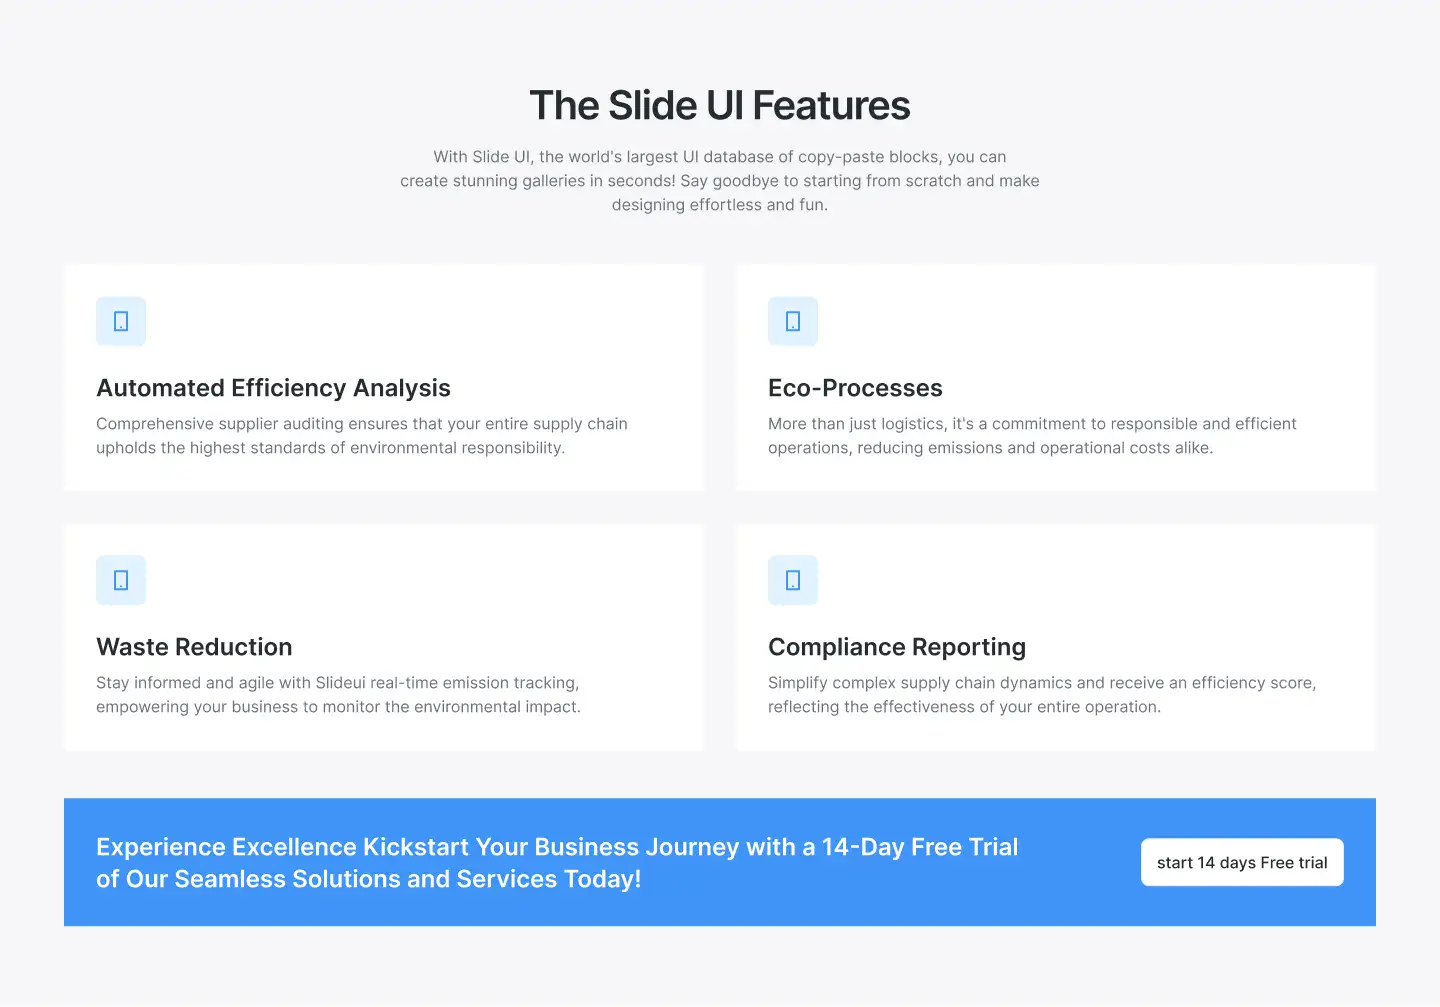 The Slide UI Features
With Slide UI, the world's largest UI database of copy-paste blocks, you can
create stunning galleries in seconds! Say goodbye to starting from scratch and make
designing effortless and fun.
Automated Efficiency Analysis
Comprehensive supplier auditing ensures that your entire supply chain
upholds the highest standards of environmental responsibility.
Eco-Processes
More than just logistics, it's a commitment to responsible and efficient
operations, reducing emissions and operational costs alike.
Waste Reduction
Stay informed and agile with Slideui real-time emission tracking,
empowering your business to monitor the environmental impact.
Compliance Reporting
Simplify complex supply chain dynamics and receive an efficiency score,
reflecting the effectiveness of your entire operation.
Experience Excellence Kickstart Your Business Journey with a 14-Day Free Trial
of Our Seamless Solutions and Services Today!
start 14 days Free trial